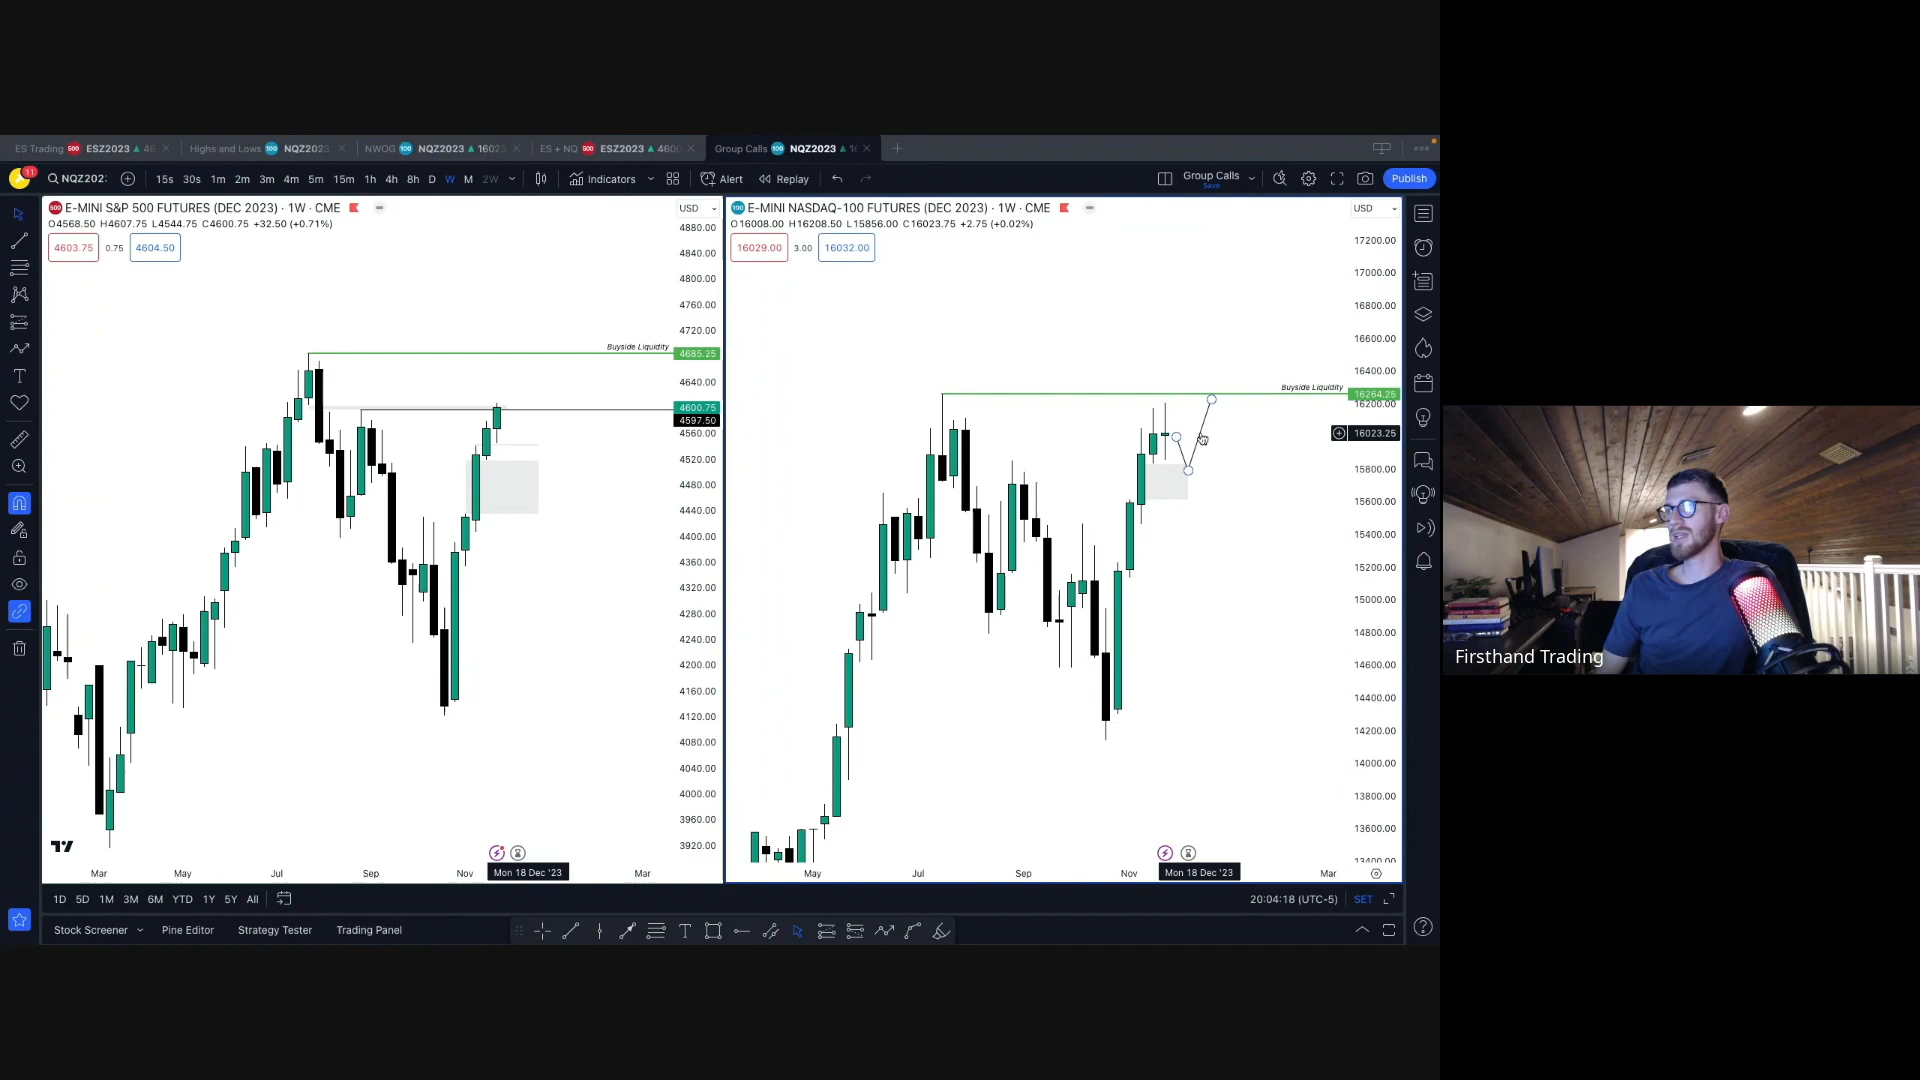 ES Trading ESZ2023 46
Highs and Lows NQZ2023
NWOG NQZ2023 1602
ES + NQ ESZ2023 4600
Group Calls NQZ2023
11 NQZ202 15s 30s 1m 2m 3m 4m 5m 15m 1h 4h 8h D W M 2W Indicators Alert Replay Group Calls Save Publish
E-MINI S&P 500 FUTURES (DEC 2023) · 1W · CME
USD
O4568.50 H4607.75 L4544.75 C4600.75 +32.50 (+0.71%)
4603.75 0.75 4604.50
4880.00
4840.00
4800.00
4760.00
4720.00
Buyside Liquidity 4685.25
4640.00
4600.75
4597.50
4560.00
4520.00
4480.00
4440.00
4400.00
4360.00
4320.00
4280.00
4240.00
4200.00
4160.00
4120.00
4080.00
4040.00
4000.00
3960.00
3920.00
Mar May Jul Sep Nov Mon 18 Dec '23 Mar
E-MINI NASDAQ-100 FUTURES (DEC 2023) · 1W · CME
USD
O16008.00 H16208.50 L15856.00 C16023.75 +2.75 (+0.02%)
16029.00 3.00 16032.00
17200.00
17000.00
16800.00
16600.00
16400.00
Buyside Liquidity 16264.25
16200.00
16023.25
15800.00
15600.00
15400.00
15200.00
15000.00
14800.00
14600.00
14400.00
14200.00
14000.00
13800.00
13600.00
13400.00
May Jul Sep Nov Mon 18 Dec '23 Mar
1D 5D 1M 3M 6M YTD 1Y 5Y All
20:04:18 (UTC-5) SET
Stock Screener Pine Editor Strategy Tester Trading Panel
Firsthand Trading